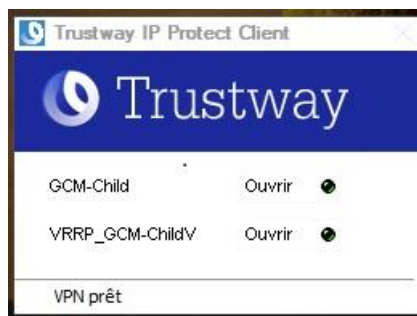 Trustway IP Protect Client
Trustway
GCM-Child Ouvrir
VRRP_GCM-ChildV Ouvrir
VPN prêt